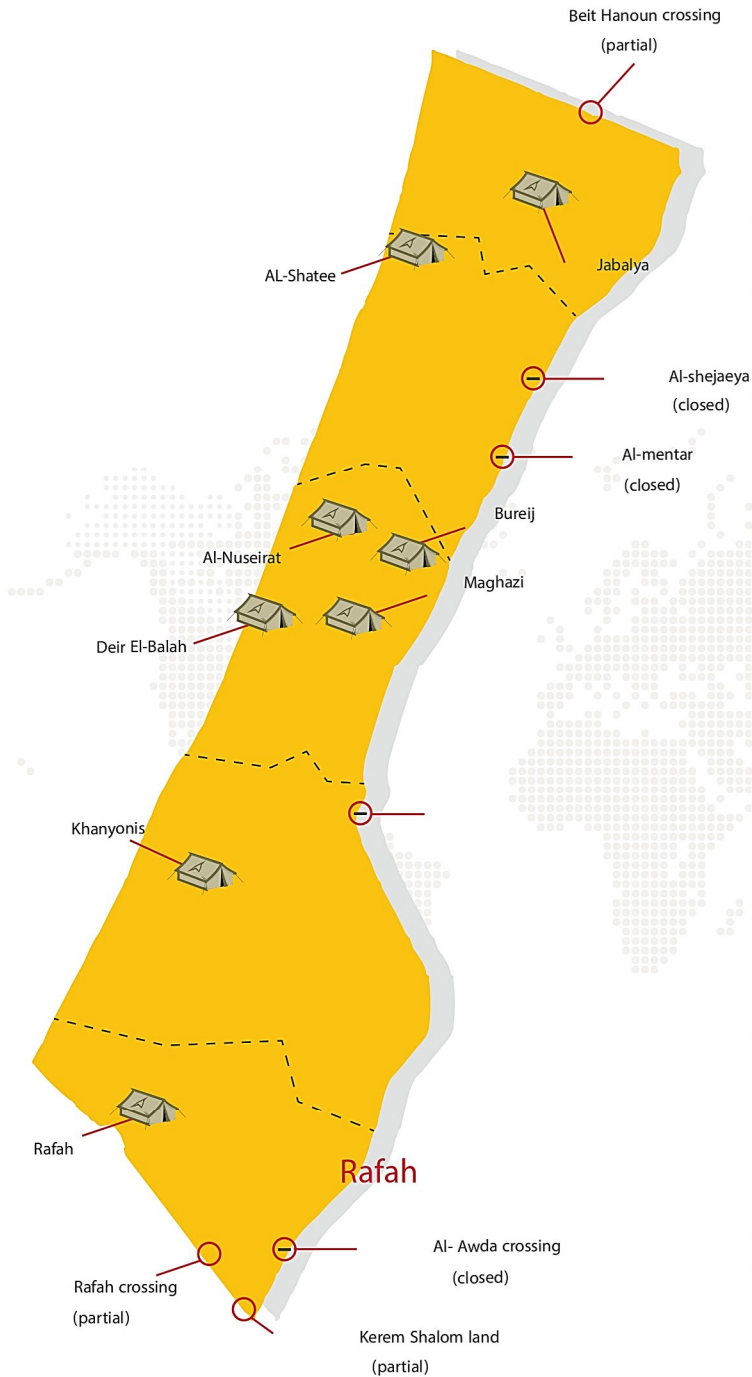 Beit Hanoun crossing
(partial)
Jabalya
AL-Shatee
Al-shejaeya
(closed)
Al-mentar
(closed)
Bureij
Al-Nuseirat
Maghazi
Deir El-Balah
Khanyonis
Rafah
Rafah
Al- Awda crossing
(closed)
Rafah crossing
(partial)
Kerem Shalom land
(partial)